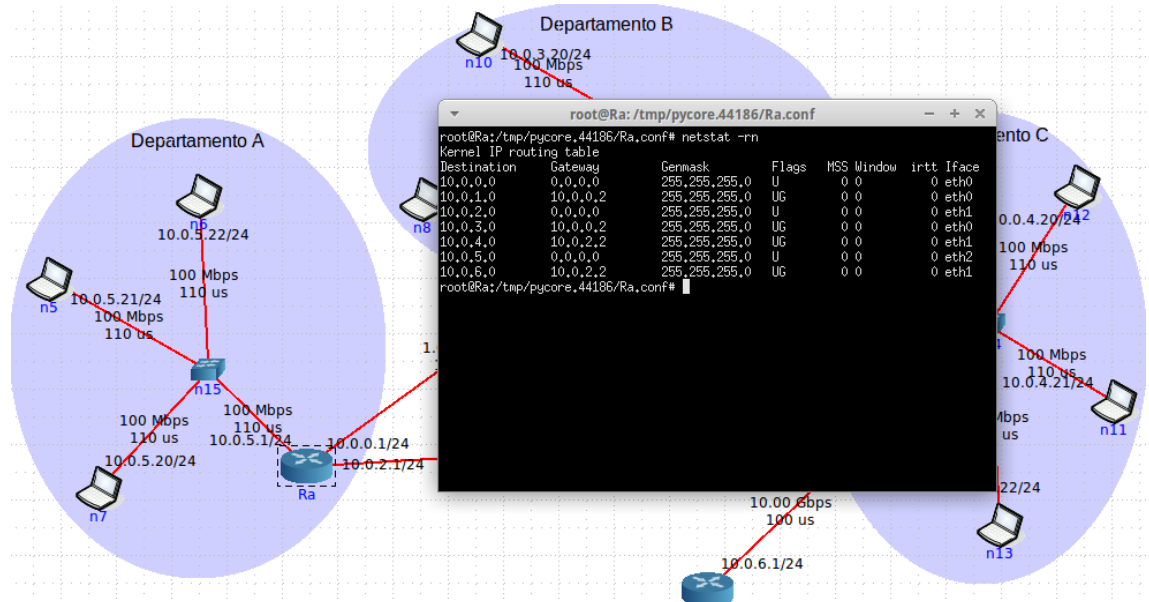 Departamento B
10.0.3.20/24
n10
100 Mbps
110 us
Departamento A
n6
10.0.5.22/24
100 Mbps
110 us
n5
10.0.5.21/24
100 Mbps
110 us
n15
100 Mbps
110 us
10.0.5.20/24
n7
100 Mbps
110 us
10.0.5.1/24
10.0.0.1/24
10.0.2.1/24
Ra
n8
1.
root@Ra: /tmp/pycore.44186/Ra.conf
root@Ra:/tmp/pycore.44186/Ra.conf# netstat -rn
Kernel IP routing table
Destination Gateway Genmask Flags MSS Window irtt Iface
10.0.0.0 0.0.0.0 255.255.255.0 U 0 0 0 eth0
10.0.1.0 10.0.0.2 255.255.255.0 UG 0 0 0 eth0
10.0.2.0 0.0.0.0 255.255.255.0 U 0 0 0 eth1
10.0.3.0 10.0.0.2 255.255.255.0 UG 0 0 0 eth0
10.0.4.0 10.0.2.2 255.255.255.0 UG 0 0 0 eth1
10.0.5.0 0.0.0.0 255.255.255.0 U 0 0 0 eth2
10.0.6.0 10.0.2.2 255.255.255.0 UG 0 0 0 eth1
root@Ra:/tmp/pycore.44186/Ra.conf#
ento C
n12
0.0.4.20/24
100 Mbps
110 us
4
100 Mbps
110 us
10.0.4.21/24
n11
Mbps
us
22/24
n13
10.00 Gbps
100 us
10.0.6.1/24